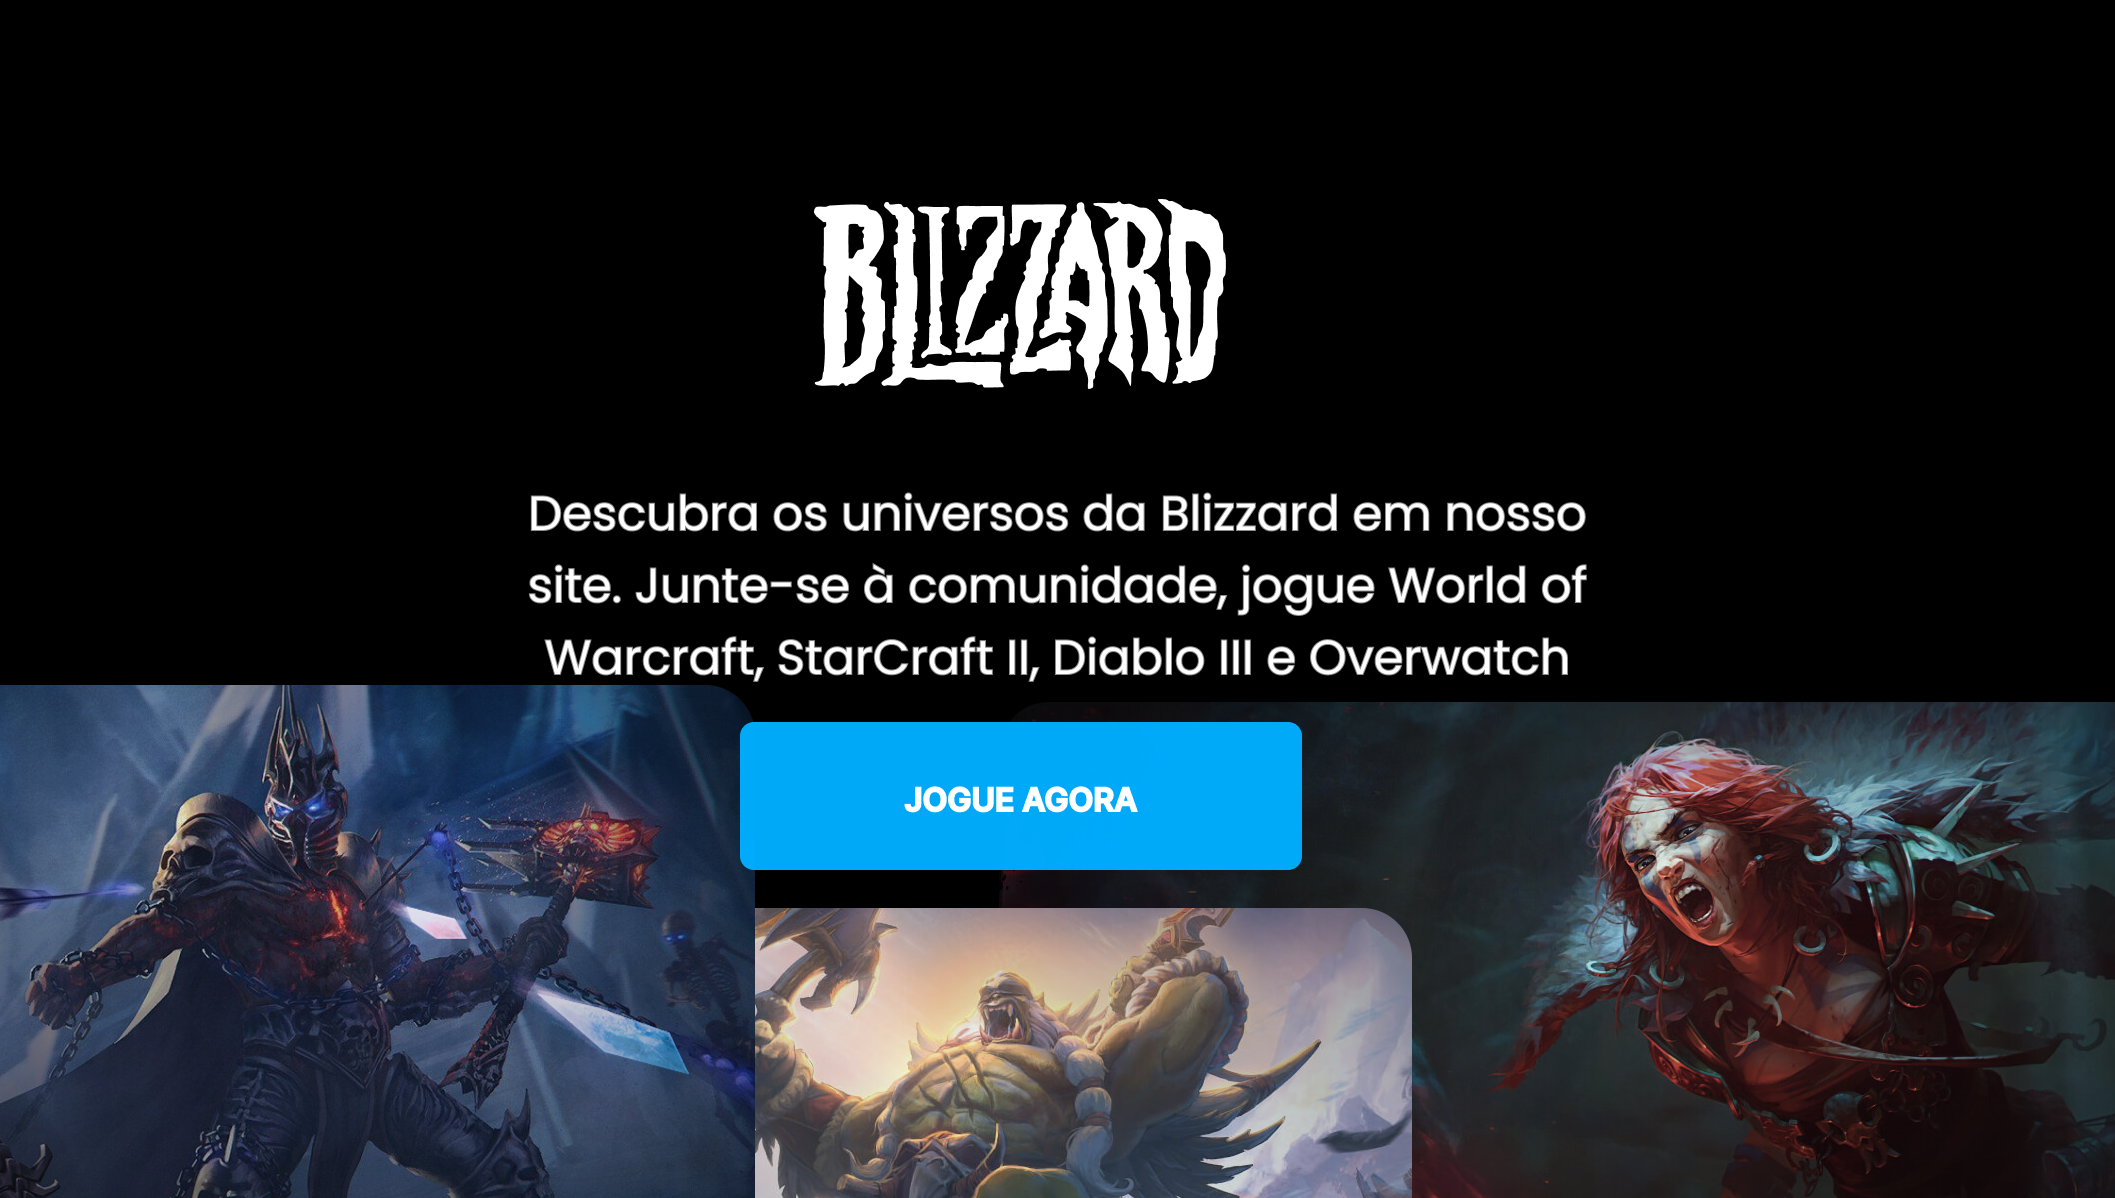 BLIZZARD
Descubra os universos da Blizzard em nosso
site. Junte-se à comunidade, jogue World of
Warcraft, StarCraft II, Diablo III e Overwatch
JOGUE AGORA